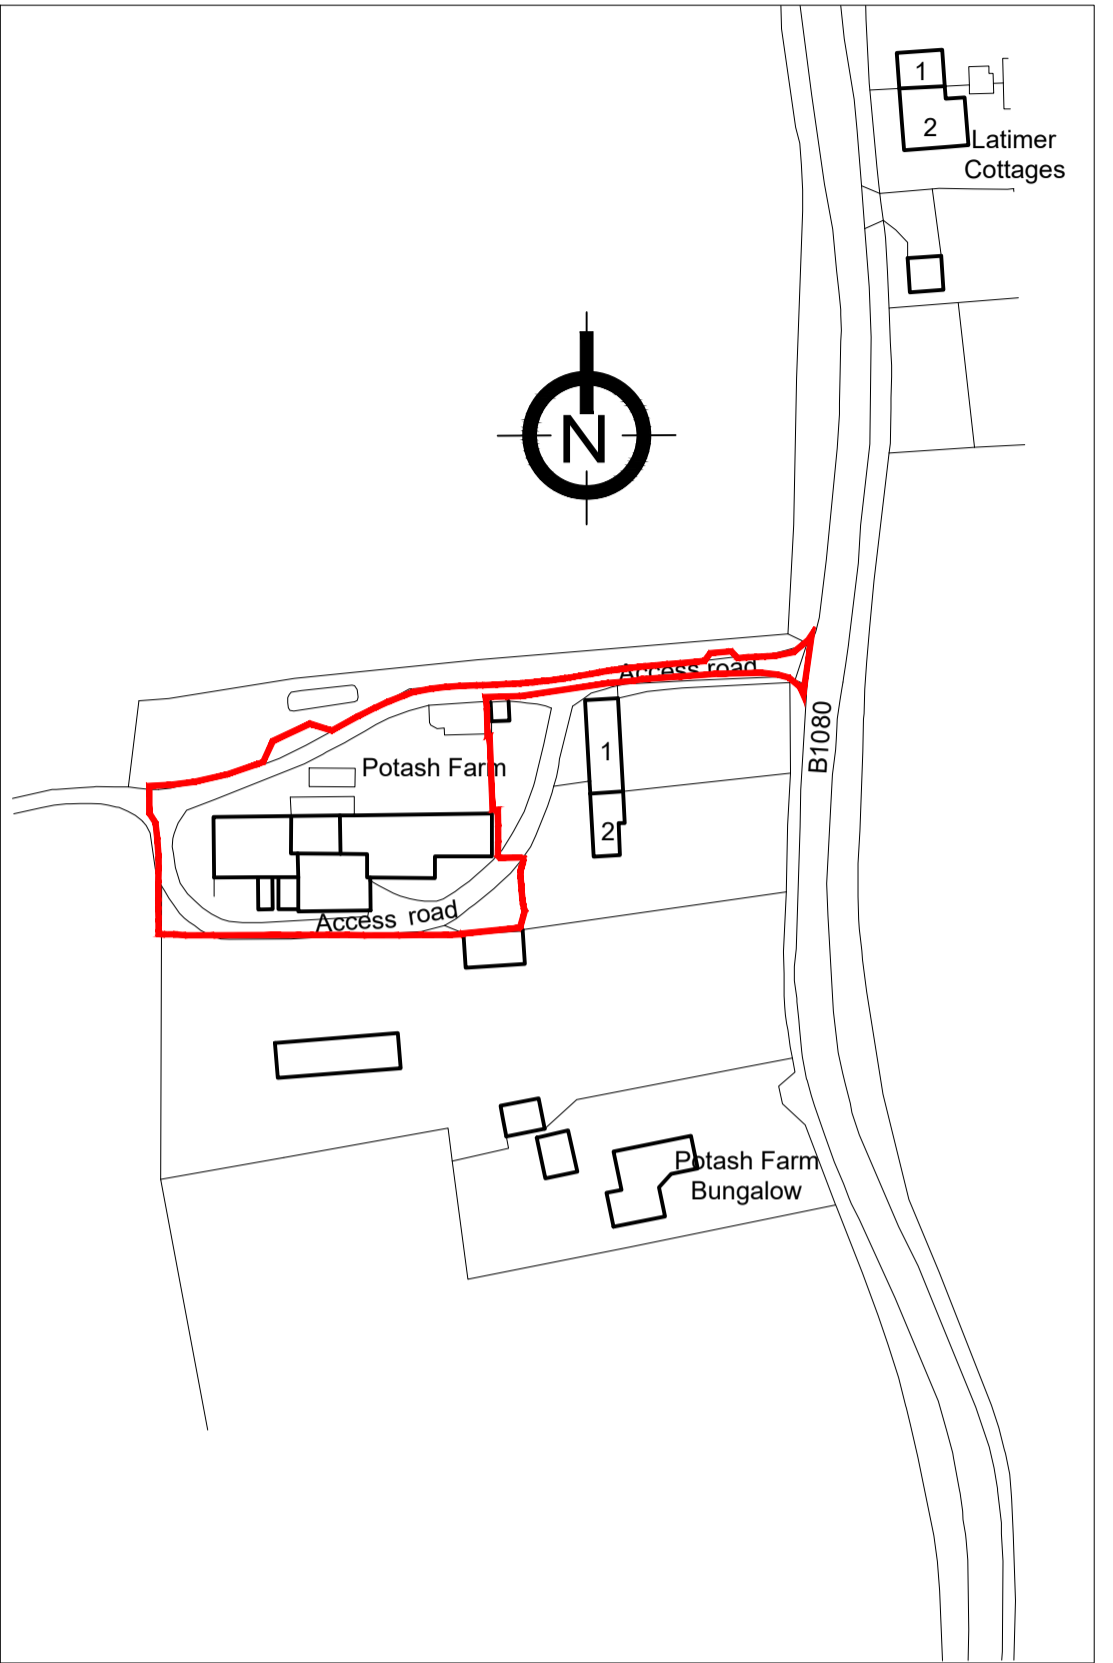 1
2
Latimer
Cottages
N
Access road
B1080
1
Potash Farm
2
Access road
Potash Farm
Bungalow